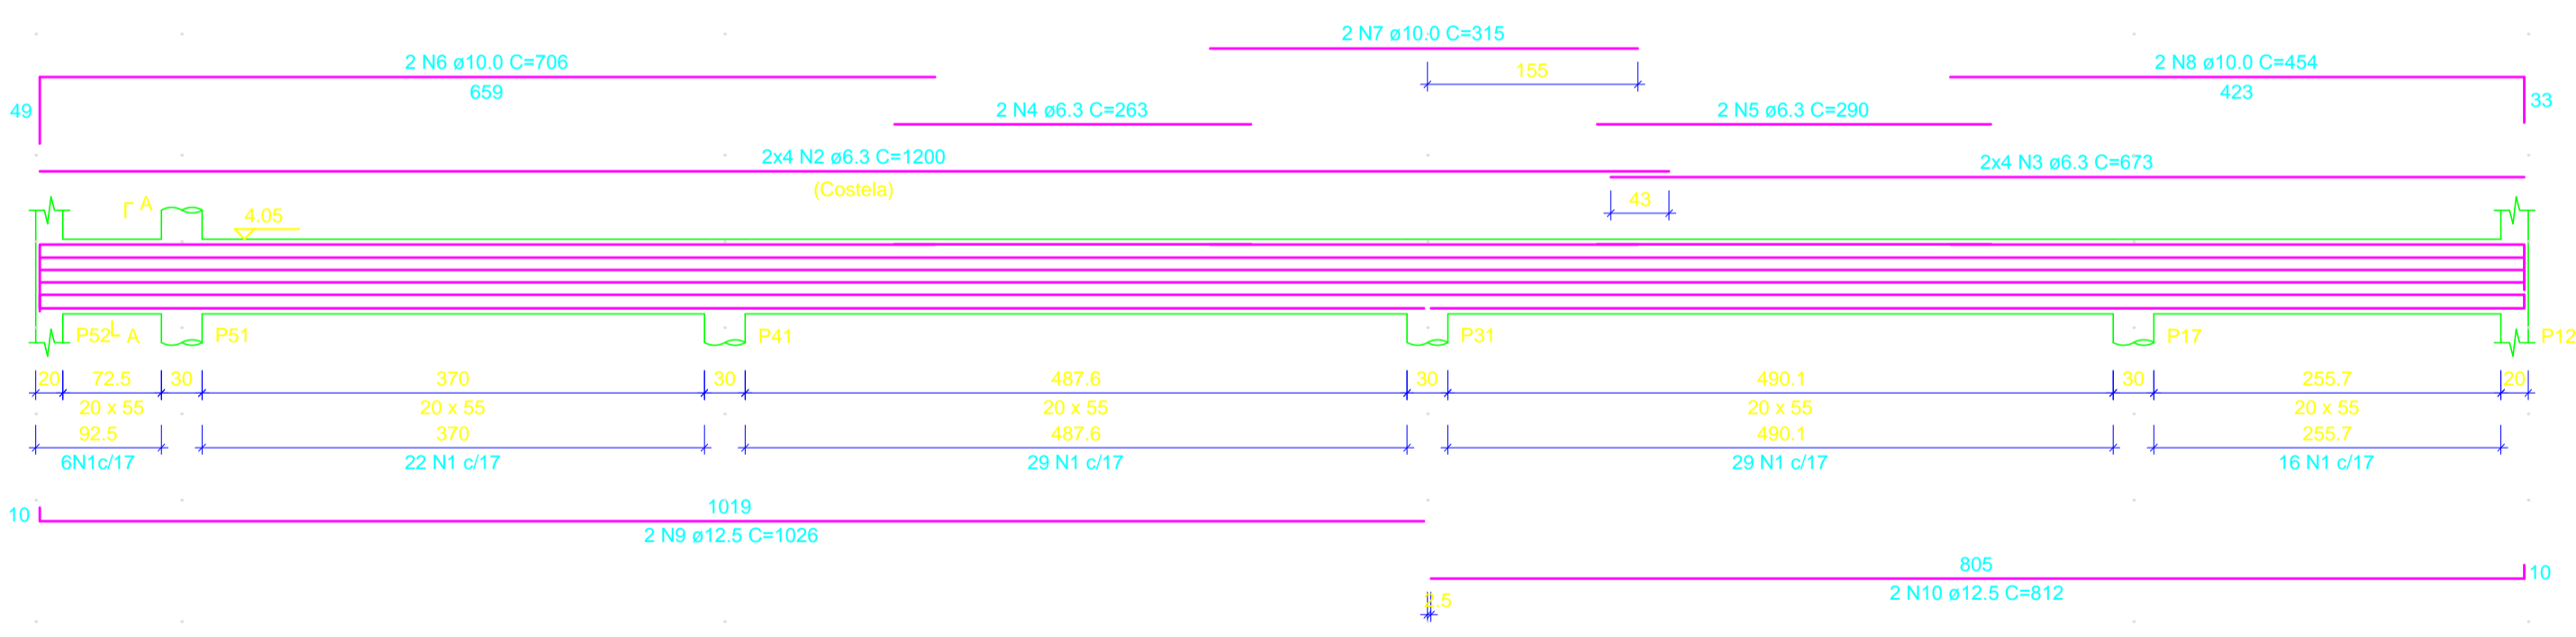 2 N7 ø10.0 C=315
2 N6 ø10.0 C=706
2 N8 ø10.0 C=454
155
659
423
49
33
2 N4 ø6.3 C=263
2 N5 ø6.3 C=290
2x4 N2 ø6.3 C=1200
2x4 N3 ø6.3 C=673
(Costela)
43
A
4.05
P52
A
P51
P41
P31
P17
P12
20
72.5
30
370
30
487.6
30
490.1
30
255.7
20
20 x 55
20 x 55
20 x 55
20 x 55
20 x 55
92.5
370
487.6
490.1
255.7
6N1c/17
22 N1 c/17
29 N1 c/17
29 N1 c/17
16 N1 c/17
1019
10
2 N9 ø12.5 C=1026
805
10
2 N10 ø12.5 C=812
2.5